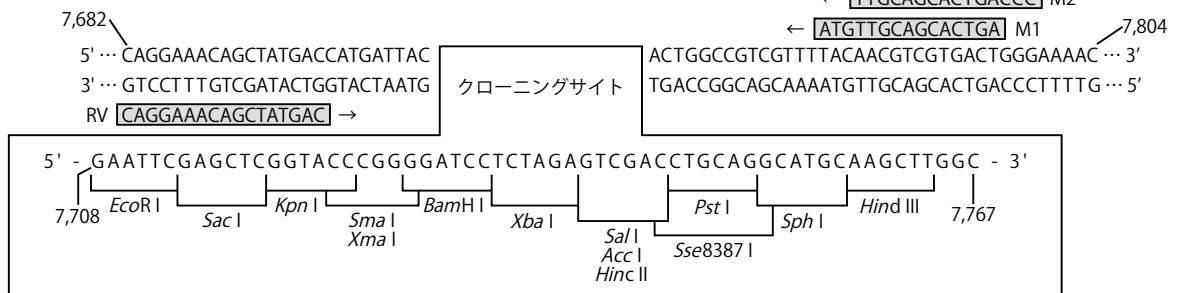 ← TTGCAGCACTGACCC M2
7,682
← ATGTTGCAGCACTGA M1
7,804
5' ··· CAGGAAACAGCTATGACCATGATTAC
ACTGGCCGTCGTTTTACAACGTCGTGACTGGGAAAAC ··· 3'
3' ··· GTCCTTTGTCGATACTGGTACTAATG
クローニングサイト
TGACCGGCAGCAAAATGTTGCAGCACTGACCCTTTTG ··· 5'
RV CAGGAAACAGCTATGAC →
5' - GAATTCGAGCTCGGTACCCGGGGATCCTCTAGAGTCGACCTGCAGGCATGCAAGCTTGGC - 3'
7,708
EcoR I
Sac I
Kpn I
Sma I
Xma I
BamH I
Xba I
Sal I
Acc I
Hinc II
Pst I
Sse8387 I
Sph I
Hind III
7,767